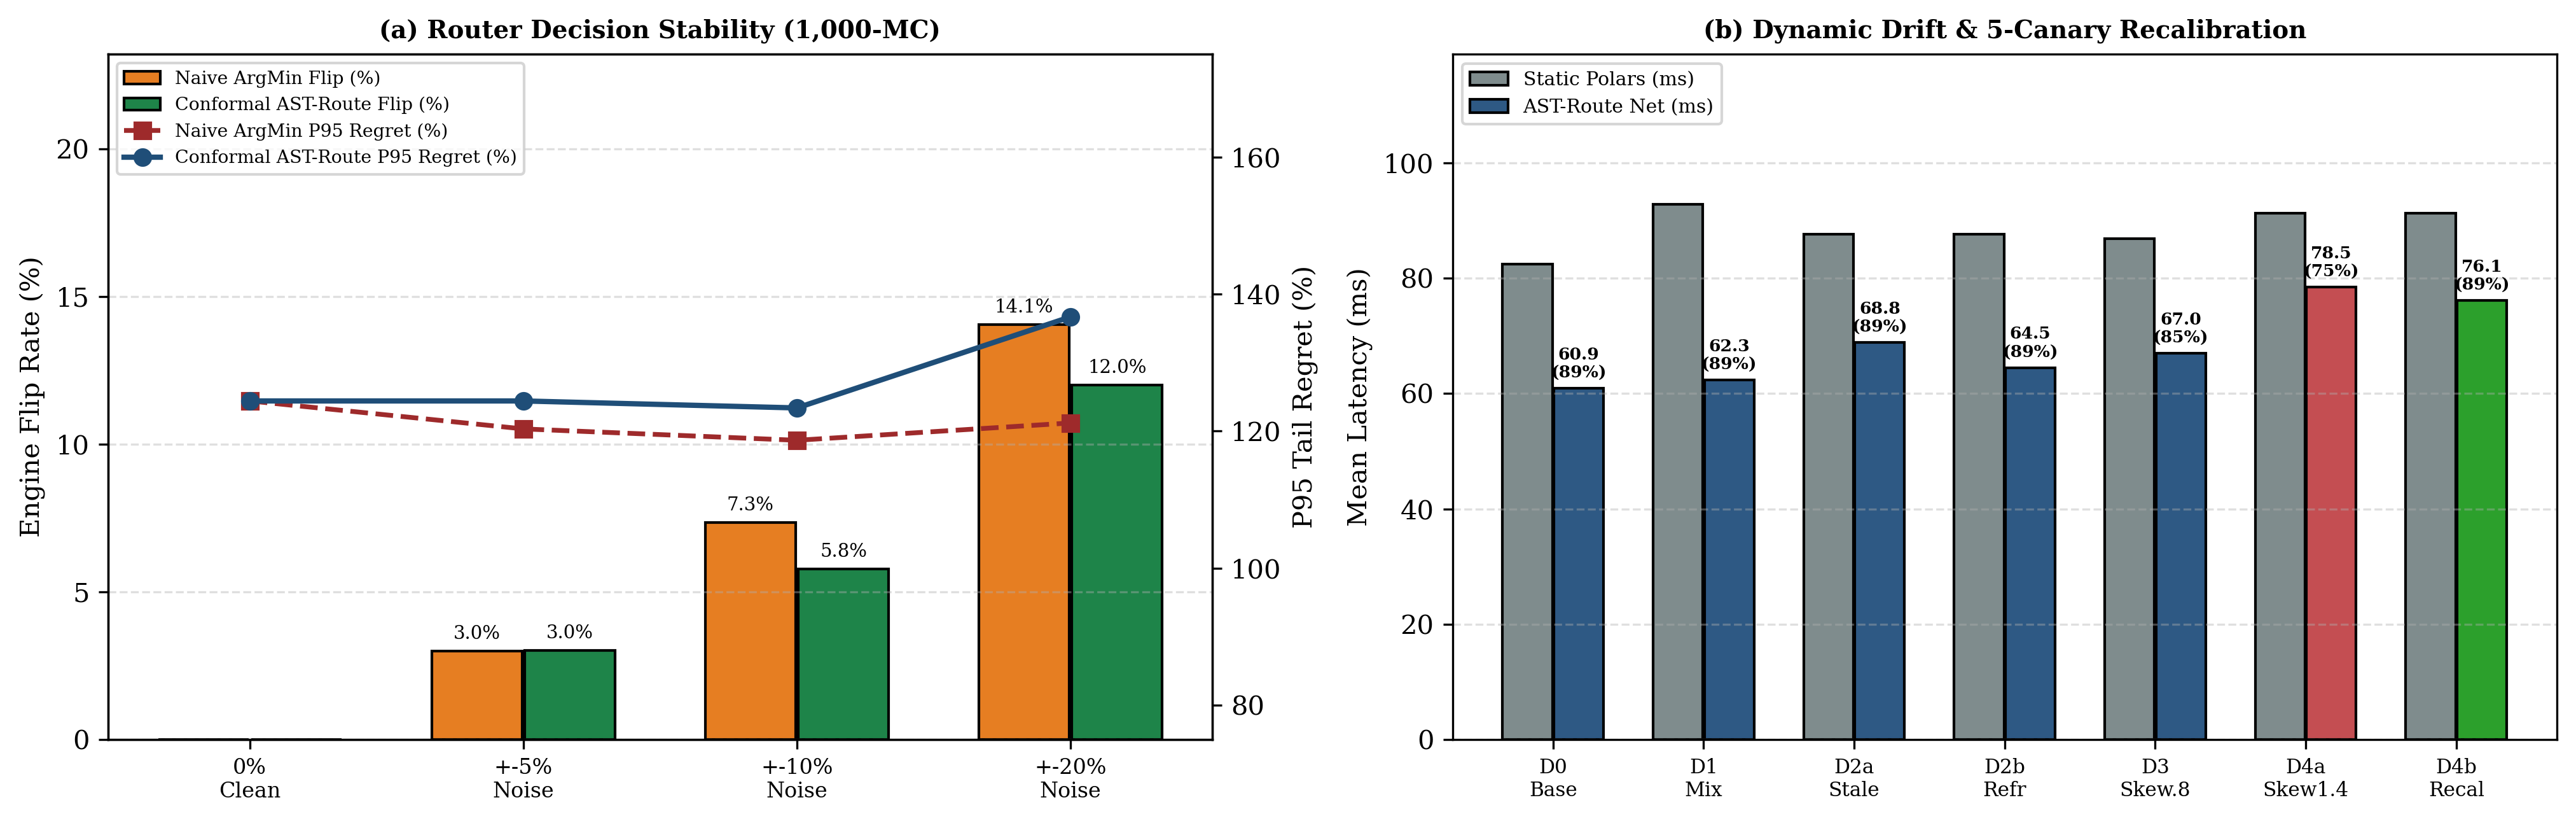 (a) Router Decision Stability (1,000-MC)
Naive ArgMin Flip (%)
Conformal AST-Route Flip (%)
Naive ArgMin P95 Regret (%)
Conformal AST-Route P95 Regret (%)
Engine Flip Rate (%)
20
15
10
5
0
3.0%
3.0%
7.3%
5.8%
14.1%
12.0%
0%
Clean
+-5%
Noise
+-10%
Noise
+-20%
Noise
160
140
120
100
80
P95 Tail Regret (%)
(b) Dynamic Drift & 5-Canary Recalibration
Static Polars (ms)
AST-Route Net (ms)
Mean Latency (ms)
100
80
60
40
20
0
60.9
(89%)
62.3
(89%)
68.8
(89%)
64.5
(89%)
67.0
(85%)
78.5
(75%)
76.1
(89%)
D0
Base
D1
Mix
D2a
Stale
D2b
Refr
D3
Skew.8
D4a
Skew1.4
D4b
Recal